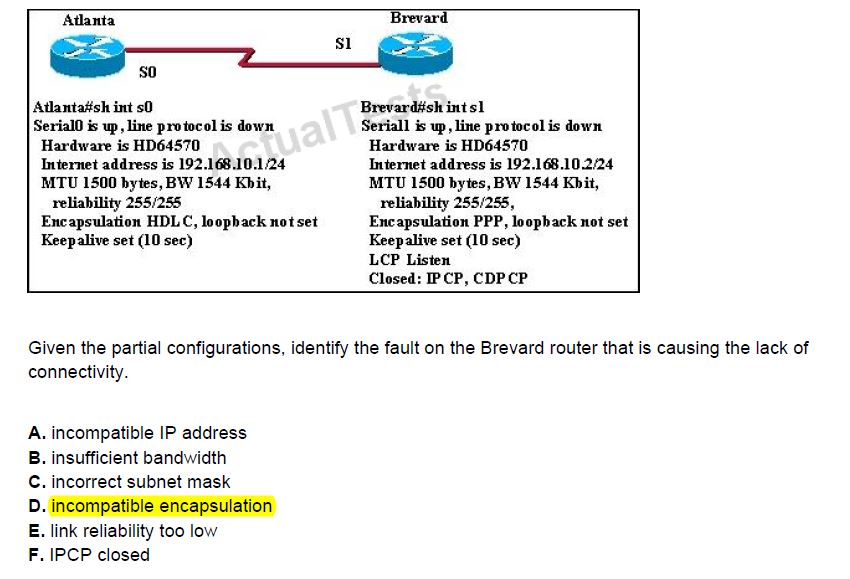 Atlanta
Brevard
S0
S1
Atlanta#sh int s0
Serial0 is up, line protocol is down
Hardware is HD64570
Internet address is 192.168.10.1/24
MTU 1500 bytes, BW 1544 Kbit,
reliability 255/255
Encapsulation HDLC, loopback not set
Keepalive set (10 sec)
Brevard#sh int s1
Serial1 is up, line protocol is down
Hardware is HD64570
Internet address is 192.168.10.2/24
MTU 1500 bytes, BW 1544 Kbit,
reliability 255/255,
Encapsulation PPP, loopback not set
Keepalive set (10 sec)
LCP Listen
Closed: IPCP, CDPCP
ActualTests
Given the partial configurations, identify the fault on the Brevard router that is causing the lack of
connectivity.
A. incompatible IP address
B. insufficient bandwidth
C. incorrect subnet mask
D. incompatible encapsulation
E. link reliability too low
F. IPCP closed